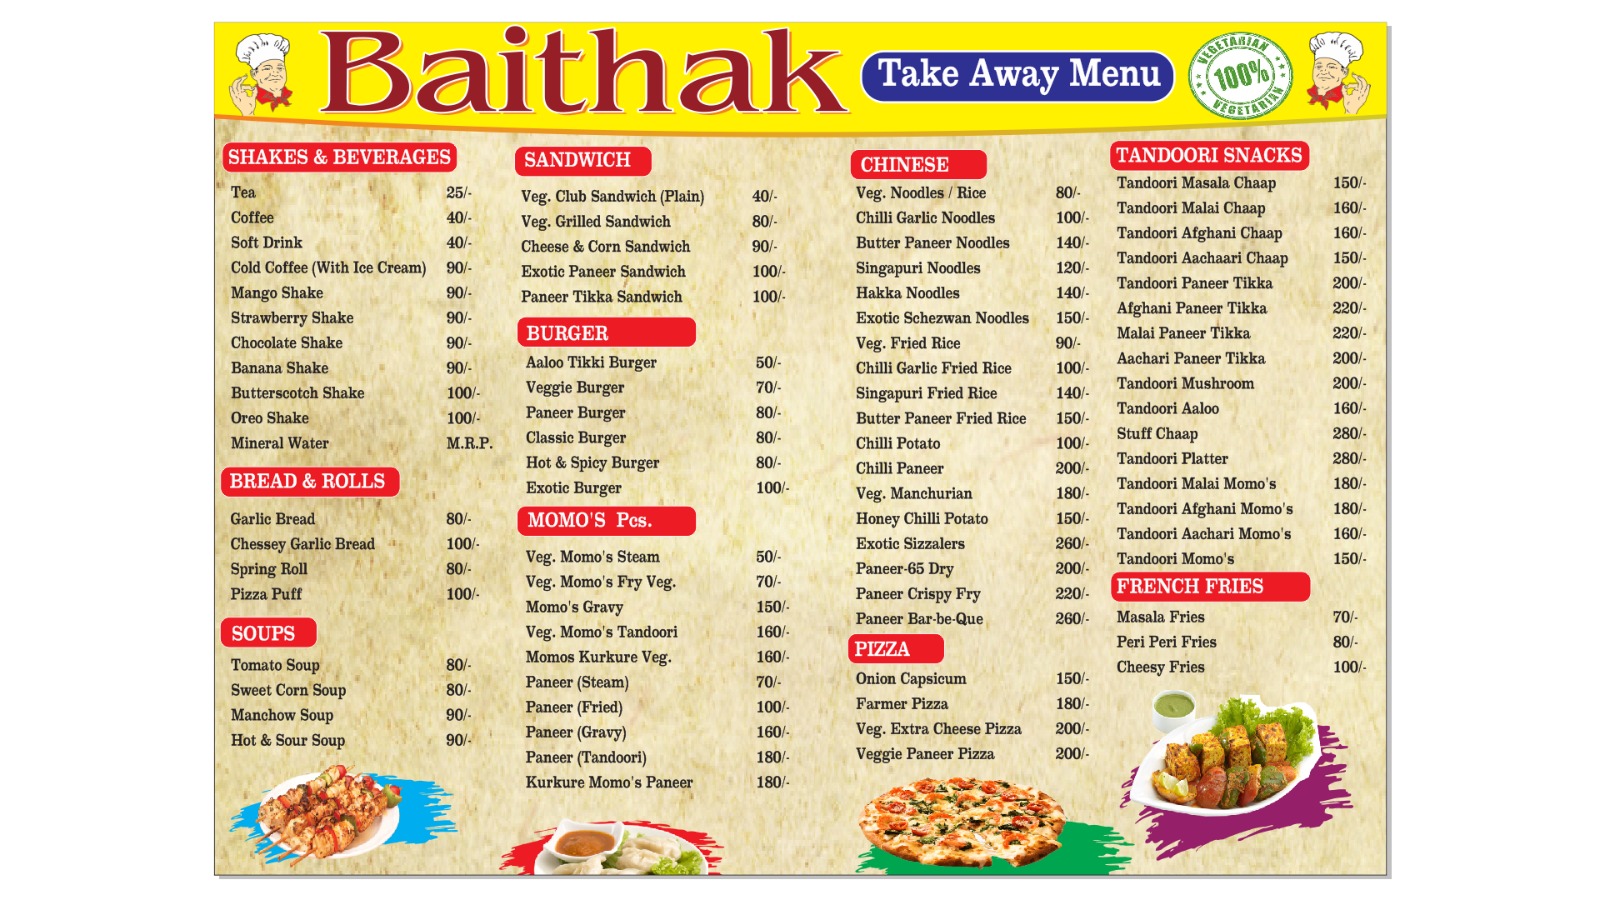 Baithak
Take Away Menu
VEGETARIAN
100%
VEGETARIAN
SHAKES & BEVERAGES
Tea 25/-
Coffee 40/-
Soft Drink 40/-
Cold Coffee (With Ice Cream) 90/-
Mango Shake 90/-
Strawberry Shake 90/-
Chocolate Shake 90/-
Banana Shake 90/-
Butterscotch Shake 100/-
Oreo Shake 100/-
Mineral Water M.R.P.
BREAD & ROLLS
Garlic Bread 80/-
Chessey Garlic Bread 100/-
Spring Roll 80/-
Pizza Puff 100/-
SOUPS
Tomato Soup 80/-
Sweet Corn Soup 80/-
Manchow Soup 90/-
Hot & Sour Soup 90/-
SANDWICH
Veg. Club Sandwich (Plain) 40/-
Veg. Grilled Sandwich 80/-
Cheese & Corn Sandwich 90/-
Exotic Paneer Sandwich 100/-
Paneer Tikka Sandwich 100/-
BURGER
Aaloo Tikki Burger 50/-
Veggie Burger 70/-
Paneer Burger 80/-
Classic Burger 80/-
Hot & Spicy Burger 80/-
Exotic Burger 100/-
MOMO'S Pcs.
Veg. Momo's Steam 50/-
Veg. Momo's Fry Veg. 70/-
Momo's Gravy 150/-
Veg. Momo's Tandoori 160/-
Momos Kurkure Veg. 160/-
Paneer (Steam) 70/-
Paneer (Fried) 100/-
Paneer (Gravy) 160/-
Paneer (Tandoori) 180/-
Kurkure Momo's Paneer 180/-
CHINESE
Veg. Noodles / Rice 80/-
Chilli Garlic Noodles 100/-
Butter Paneer Noodles 140/-
Singapuri Noodles 120/-
Hakka Noodles 140/-
Exotic Schezwan Noodles 150/-
Veg. Fried Rice 90/-
Chilli Garlic Fried Rice 100/-
Singapuri Fried Rice 140/-
Butter Paneer Fried Rice 150/-
Chilli Potato 100/-
Chilli Paneer 200/-
Veg. Manchurian 180/-
Honey Chilli Potato 150/-
Exotic Sizzalers 260/-
Paneer-65 Dry 200/-
Paneer Crispy Fry 220/-
Paneer Bar-be-Que 260/-
PIZZA
Onion Capsicum 150/-
Farmer Pizza 180/-
Veg. Extra Cheese Pizza 200/-
Veggie Paneer Pizza 200/-
TANDOORI SNACKS
Tandoori Masala Chaap 150/-
Tandoori Malai Chaap 160/-
Tandoori Afghani Chaap 160/-
Tandoori Aachaari Chaap 150/-
Tandoori Paneer Tikka 200/-
Afghani Paneer Tikka 220/-
Malai Paneer Tikka 220/-
Aachari Paneer Tikka 200/-
Tandoori Mushroom 200/-
Tandoori Aaloo 160/-
Stuff Chaap 280/-
Tandoori Platter 280/-
Tandoori Malai Momo's 180/-
Tandoori Afghani Momo's 180/-
Tandoori Aachari Momo's 160/-
Tandoori Momo's 150/-
FRENCH FRIES
Masala Fries 70/-
Peri Peri Fries 80/-
Cheesy Fries 100/-